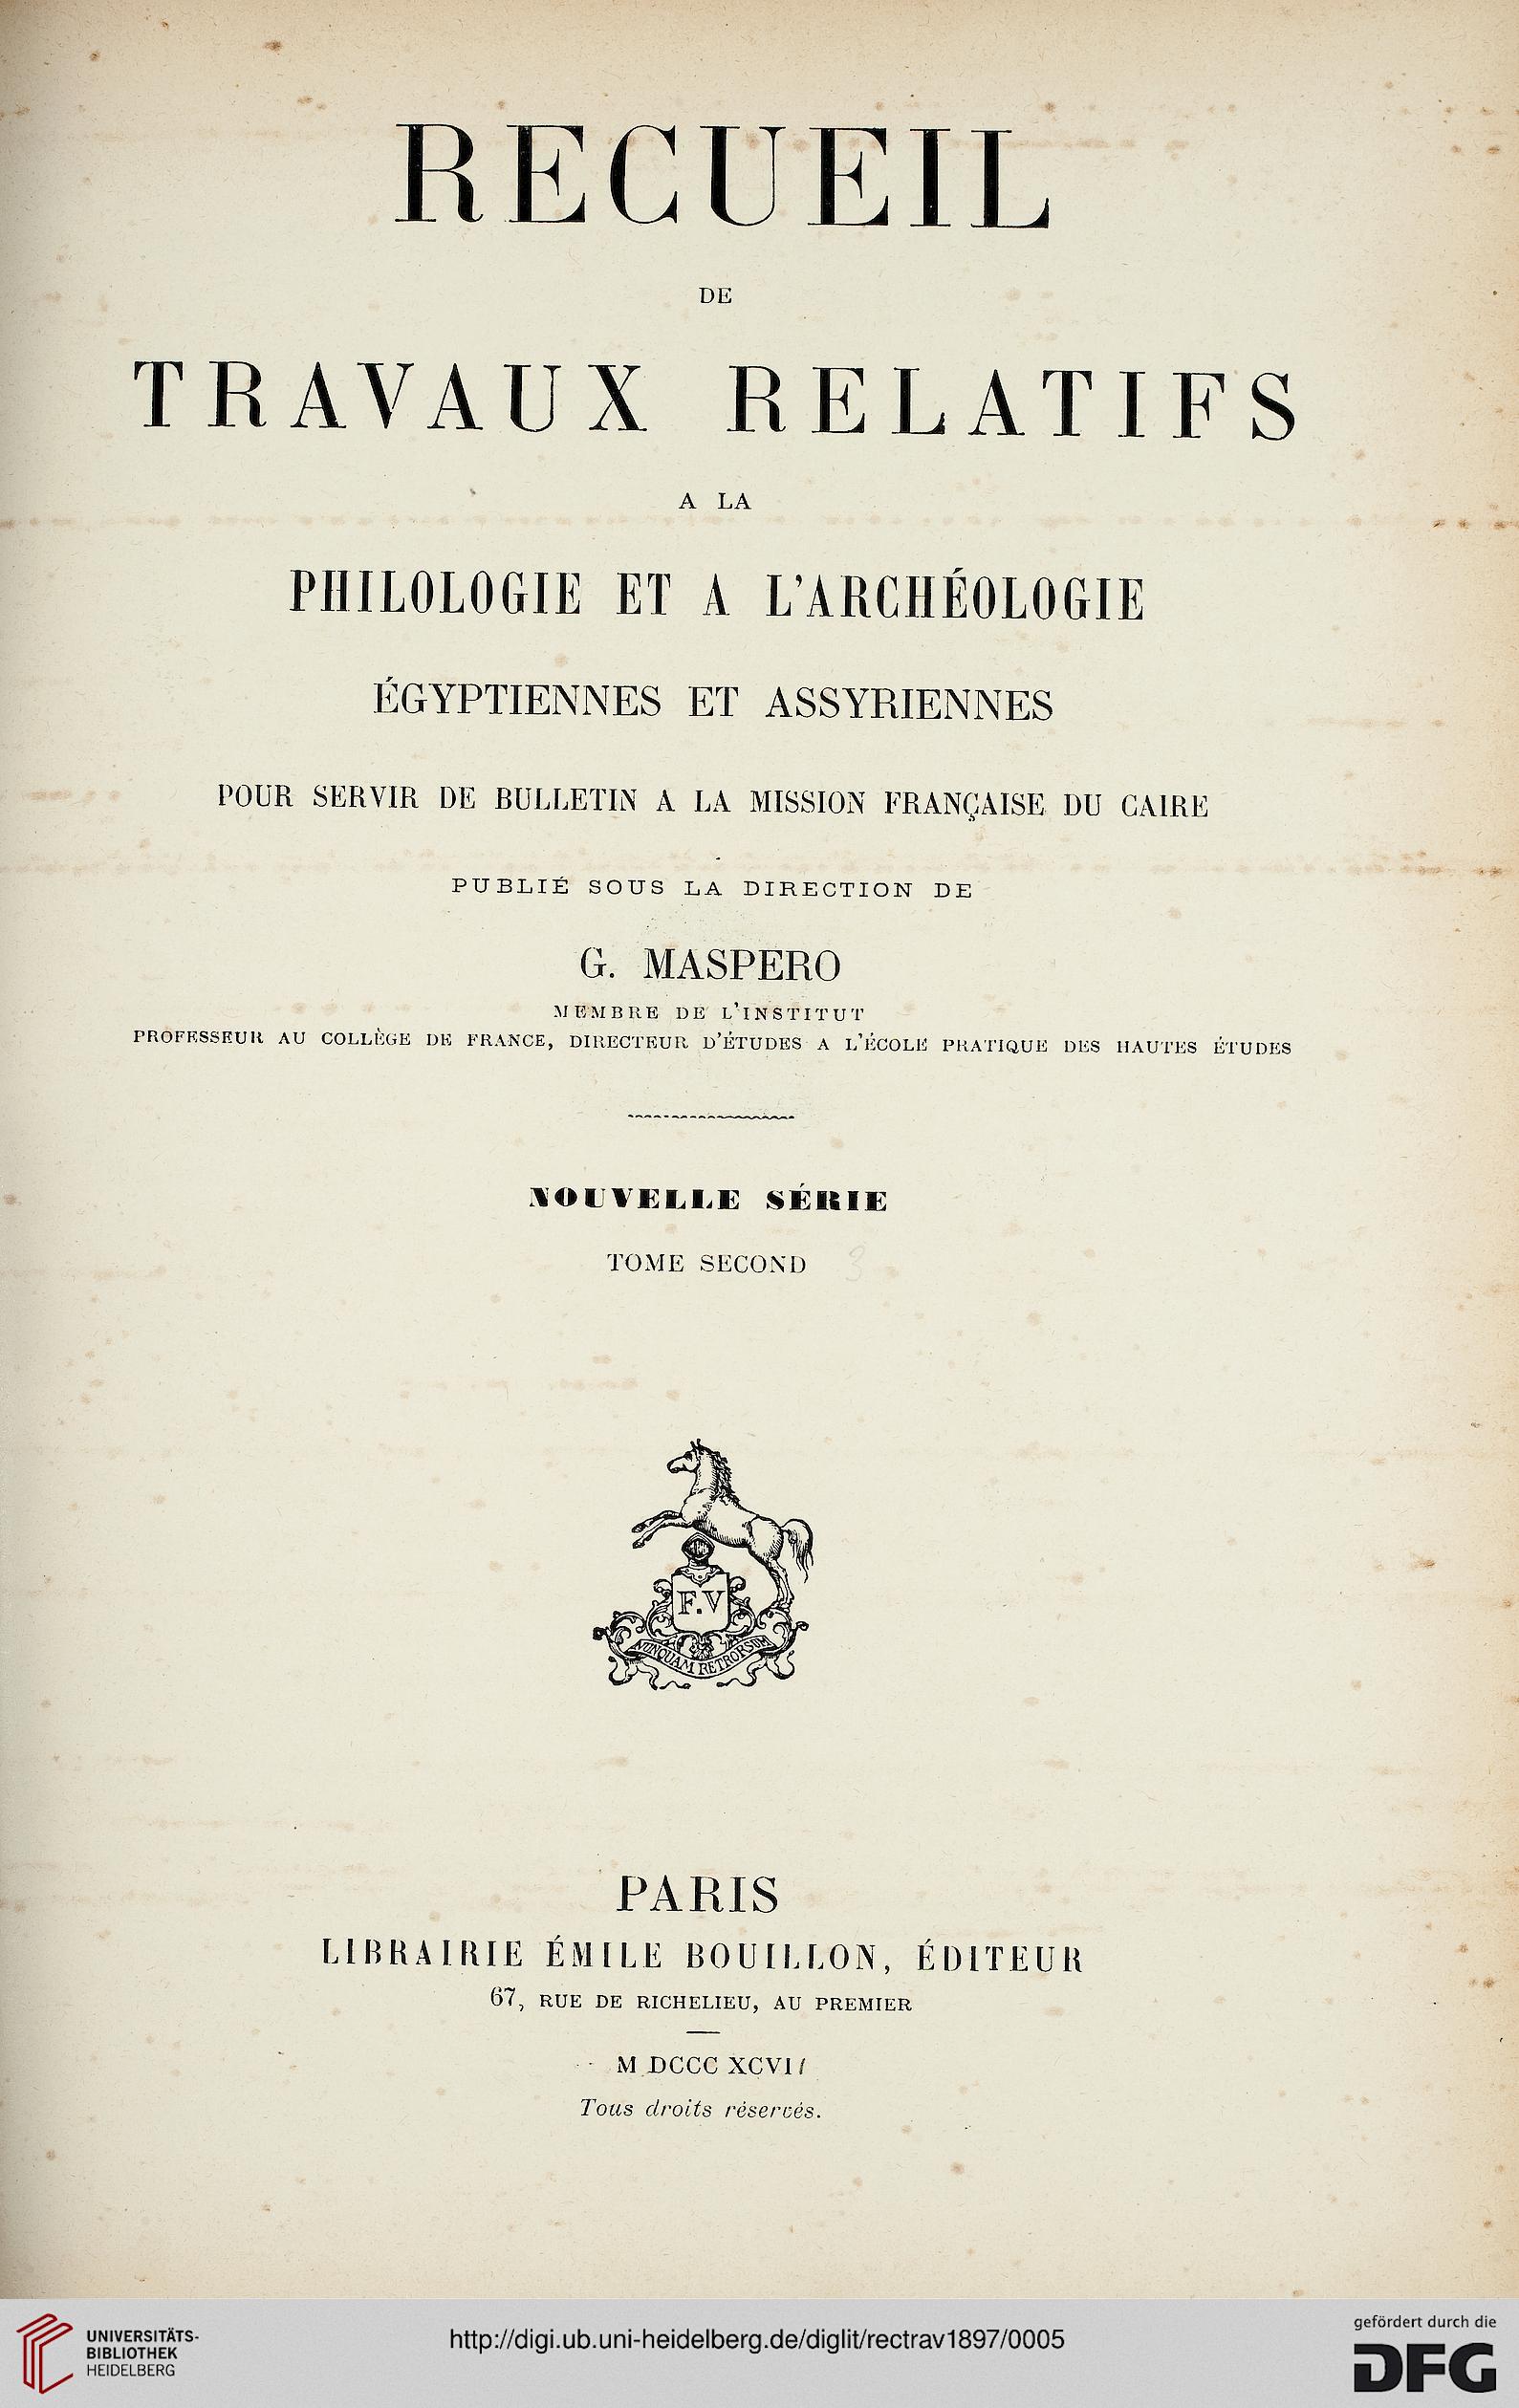 RECUEIL
DE
TRAVAUX RELATIFS
A LA
PHILOLOGIE ET A L'ARCHÉOLOGIE
ÉGYPTIENNES ET ASSYRIENNES
POUR SERVIR DE BULLETIN A LA MISSION FRANÇAISE DU CAIRE
PUBLIÉ SOUS LA DIRECTION DE
G. MASPERO
MEMBRE DE L'INSTITUT
PROFESSEUR AU COLLÈGE DE FRANCE, DIRECTEUR D'ÉTUDES A L'ÉCOLE PRATIQUE DES HAUTES ÉTUDES
NOUVELLE SÉRIE
TOME SECOND 3
F.V
NUNQUAM RETRORSUM
PARIS
LIBRAIRIE ÉMILE BOUILLON, ÉDITEUR
67, RUE DE RICHELIEU, AU PREMIER
M DCCC XCVII
Tous droits réservés.
UNIVERSITÄTS-
BIBLIOTHEK
HEIDELBERG
http://digi.ub.uni-heidelberg.de/diglit/rectrav1897/0005
gefördert durch die
DFG